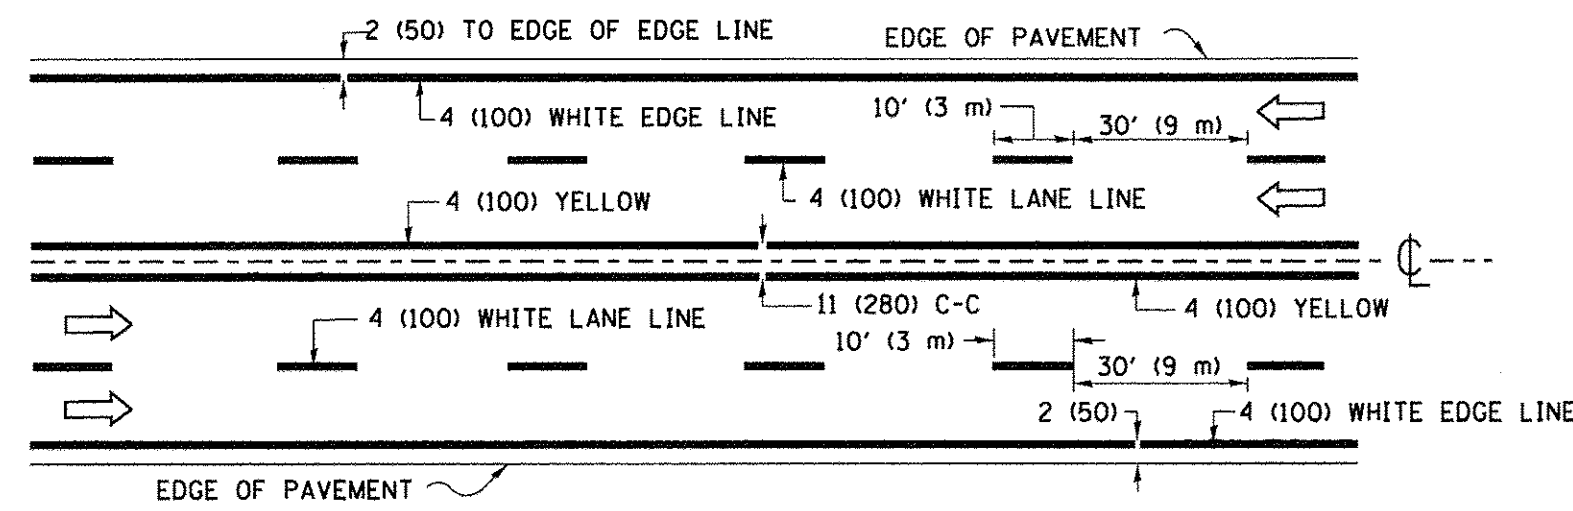 2 (50) TO EDGE OF EDGE LINE
EDGE OF PAVEMENT
4 (100) WHITE EDGE LINE
10' (3 m)
30' (9 m)
4 (100) YELLOW
4 (100) WHITE LANE LINE
℄
4 (100) WHITE LANE LINE
11 (280) C-C
4 (100) YELLOW
10' (3 m)
30' (9 m)
2 (50)
4 (100) WHITE EDGE LINE
EDGE OF PAVEMENT